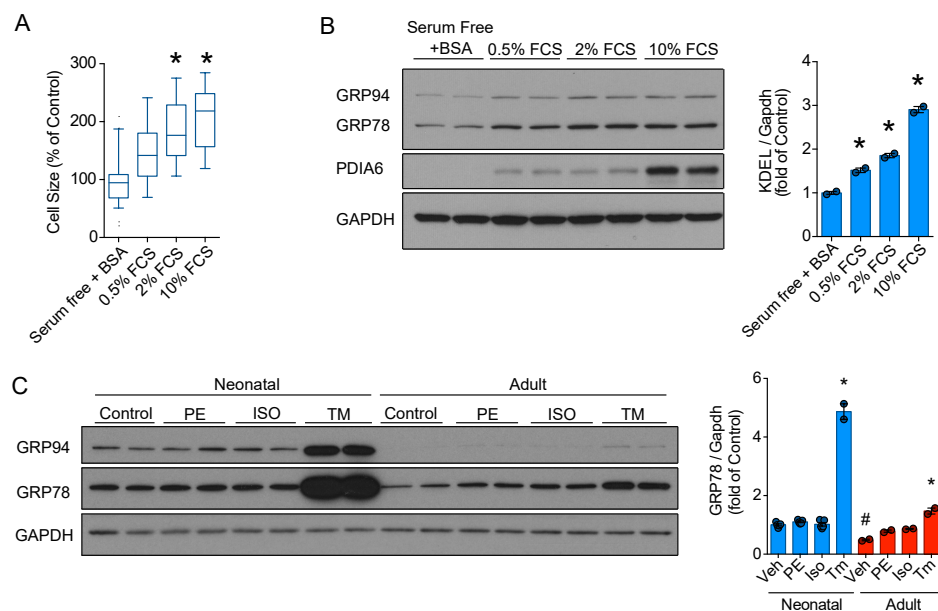 A
Cell Size (% of Control)
300
200
100
0
*
*
Serum free + BSA
0.5% FCS
2% FCS
10% FCS
B
Serum Free
+BSA 0.5% FCS 2% FCS 10% FCS
GRP94
GRP78
PDIA6
GAPDH
KDEL / Gapdh
(fold of Control)
4
3
2
1
0
*
*
*
Serum free + BSA
0.5% FCS
2% FCS
10% FCS
C
Neonatal Adult
Control PE ISO TM Control PE ISO TM
GRP94
GRP78
GAPDH
GRP78 / Gapdh
(fold of Control)
6
4
2
0
*
#
*
Veh PE Iso Tm Veh PE Iso Tm
Neonatal Adult